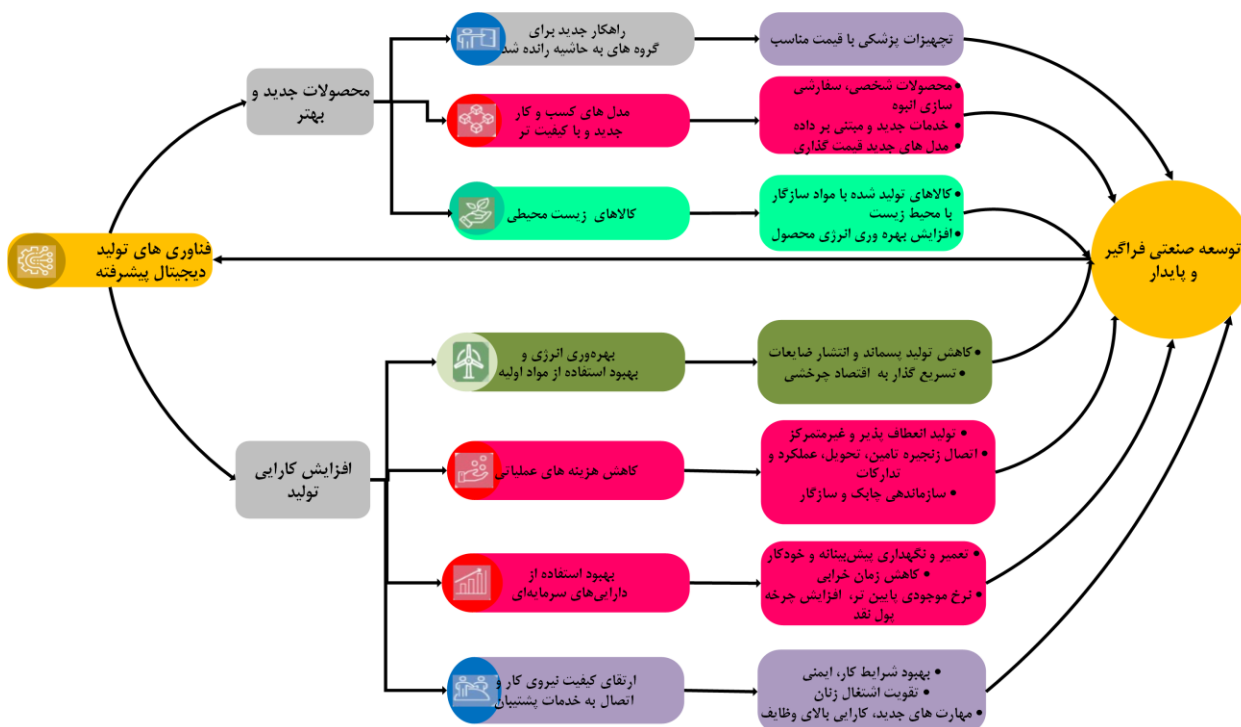 فناوری های تولید
دیجیتال پیشرفته
محصولات جدید و
بهتر
راهکار جدید برای
گروه های به حاشیه رانده شد
تجهیزات پزشکی با قیمت مناسب
مدل های کسب و کار
جدید و با کیفیت تر
• محصولات شخصی، سفارشی
سازی انبوه
• خدمات جدید و مبتنی بر داده
• مدل های جدید قیمت گذاری
کالاهای زیست محیطی
• کالاهای تولید شده با مواد سازگار
با محیط زیست
• افزایش بهره وری انرژی محصول
توسعه صنعتی فراگیر
و پایدار
افزایش کارایی
تولید
بهره‌وری انرژی و
بهبود استفاده از مواد اولیه
• کاهش تولید پسماند و انتشار ضایعات
• تسریع گذار به اقتصاد چرخشی
کاهش هزینه های عملیاتی
• تولید انعطاف پذیر و غیرمتمرکز
• اتصال زنجیره تامین، تحویل، عملکرد و
تدارکات
• سازماندهی چابک و سازگار
بهبود استفاده از
دارایی‌های سرمایه‌ای
• تعمیر و نگهداری پیش‌بینانه و خودکار
• کاهش زمان خرابی
• نرخ موجودی پایین تر، افزایش چرخه
پول نقد
ارتقای کیفیت نیروی کار و
اتصال به خدمات پشتیبان
• بهبود شرایط کار، ایمنی
• تقویت اشتغال زنان
• مهارت های جدید، کارایی بالای وظایف